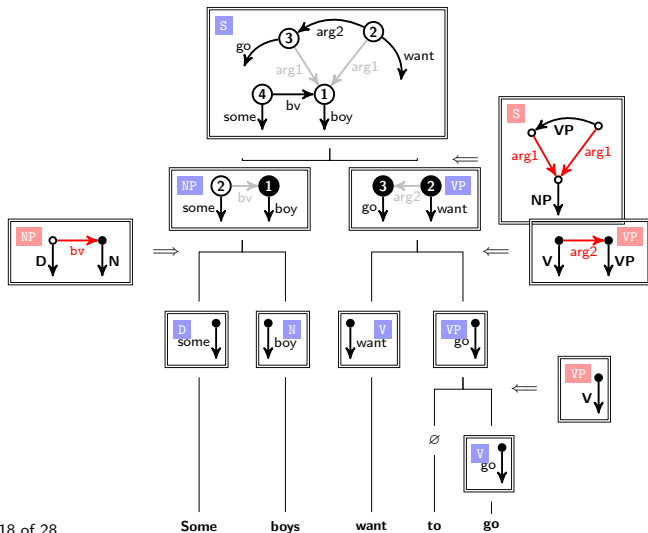 S
3
arg2
2
go
want
arg1
arg1
4
1
some
bv
boy
S
VP
arg1
arg1
NP
NP
2
1
some
bv
boy
3
2
VP
go
arg2
want
⇐
NP
D
bv
N
⇒
⇐
VP
V
arg2
VP
D
some
N
boy
V
want
VP
go
⇐
VP
V
∅
V
go
18 of 28
Some boys want to go